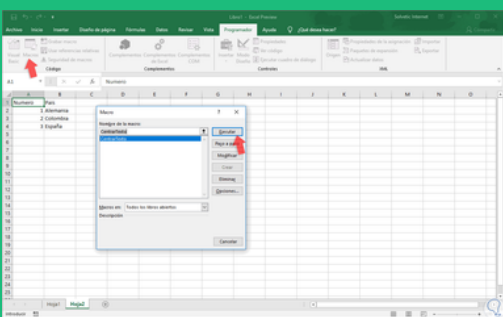 Libro1 - Excel Preview
Solvetic Internet
Archivo Inicio Insertar Diseño de página Fórmulas Datos Revisar Vista Programador Ayuda ¿Qué desea hacer?
Visual Basic
Macros
Grabar macro
Usar referencias relativas
Seguridad de macros
Código
Complementos
Complementos de Excel
Complementos COM
Complementos
Insertar
Modo Diseño
Propiedades
Ver código
Ejecutar cuadro de diálogo
Controles
Origen
Propiedades de la asignación
Paquetes de expansión
Actualizar datos
Importar
Exportar
XML
A1
Numero
A B C D E F G H I J K L M N O
Numero País
1 Alemania
2 Colombia
3 España
Macro ? ×
Nombre de la macro:
CentrarTexto
CentrarTexto
Ejecutar
Paso a paso
Modificar
Crear
Eliminar
Opciones...
Macros en: Todos los libros abiertos
Descripción
Cancelar
Hoja1 Hoja2
Introducir